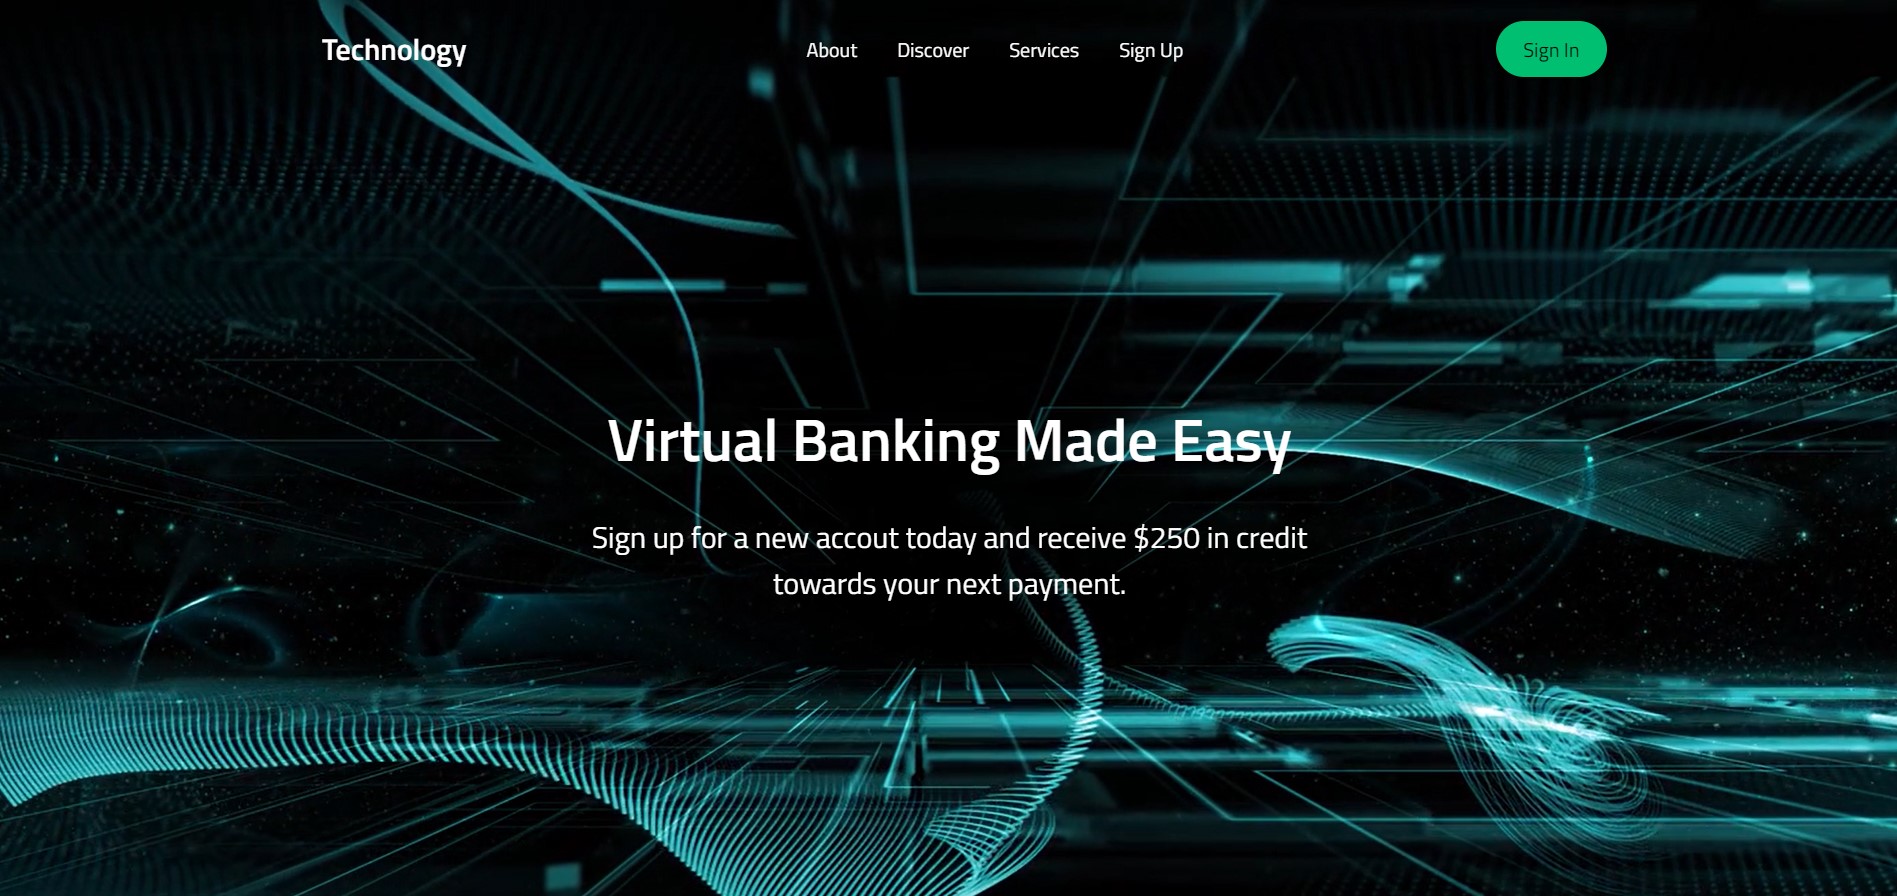 Technology
About Discover Services Sign Up
Sign In
Virtual Banking Made Easy
Sign up for a new accout today and receive $250 in credit
towards your next payment.